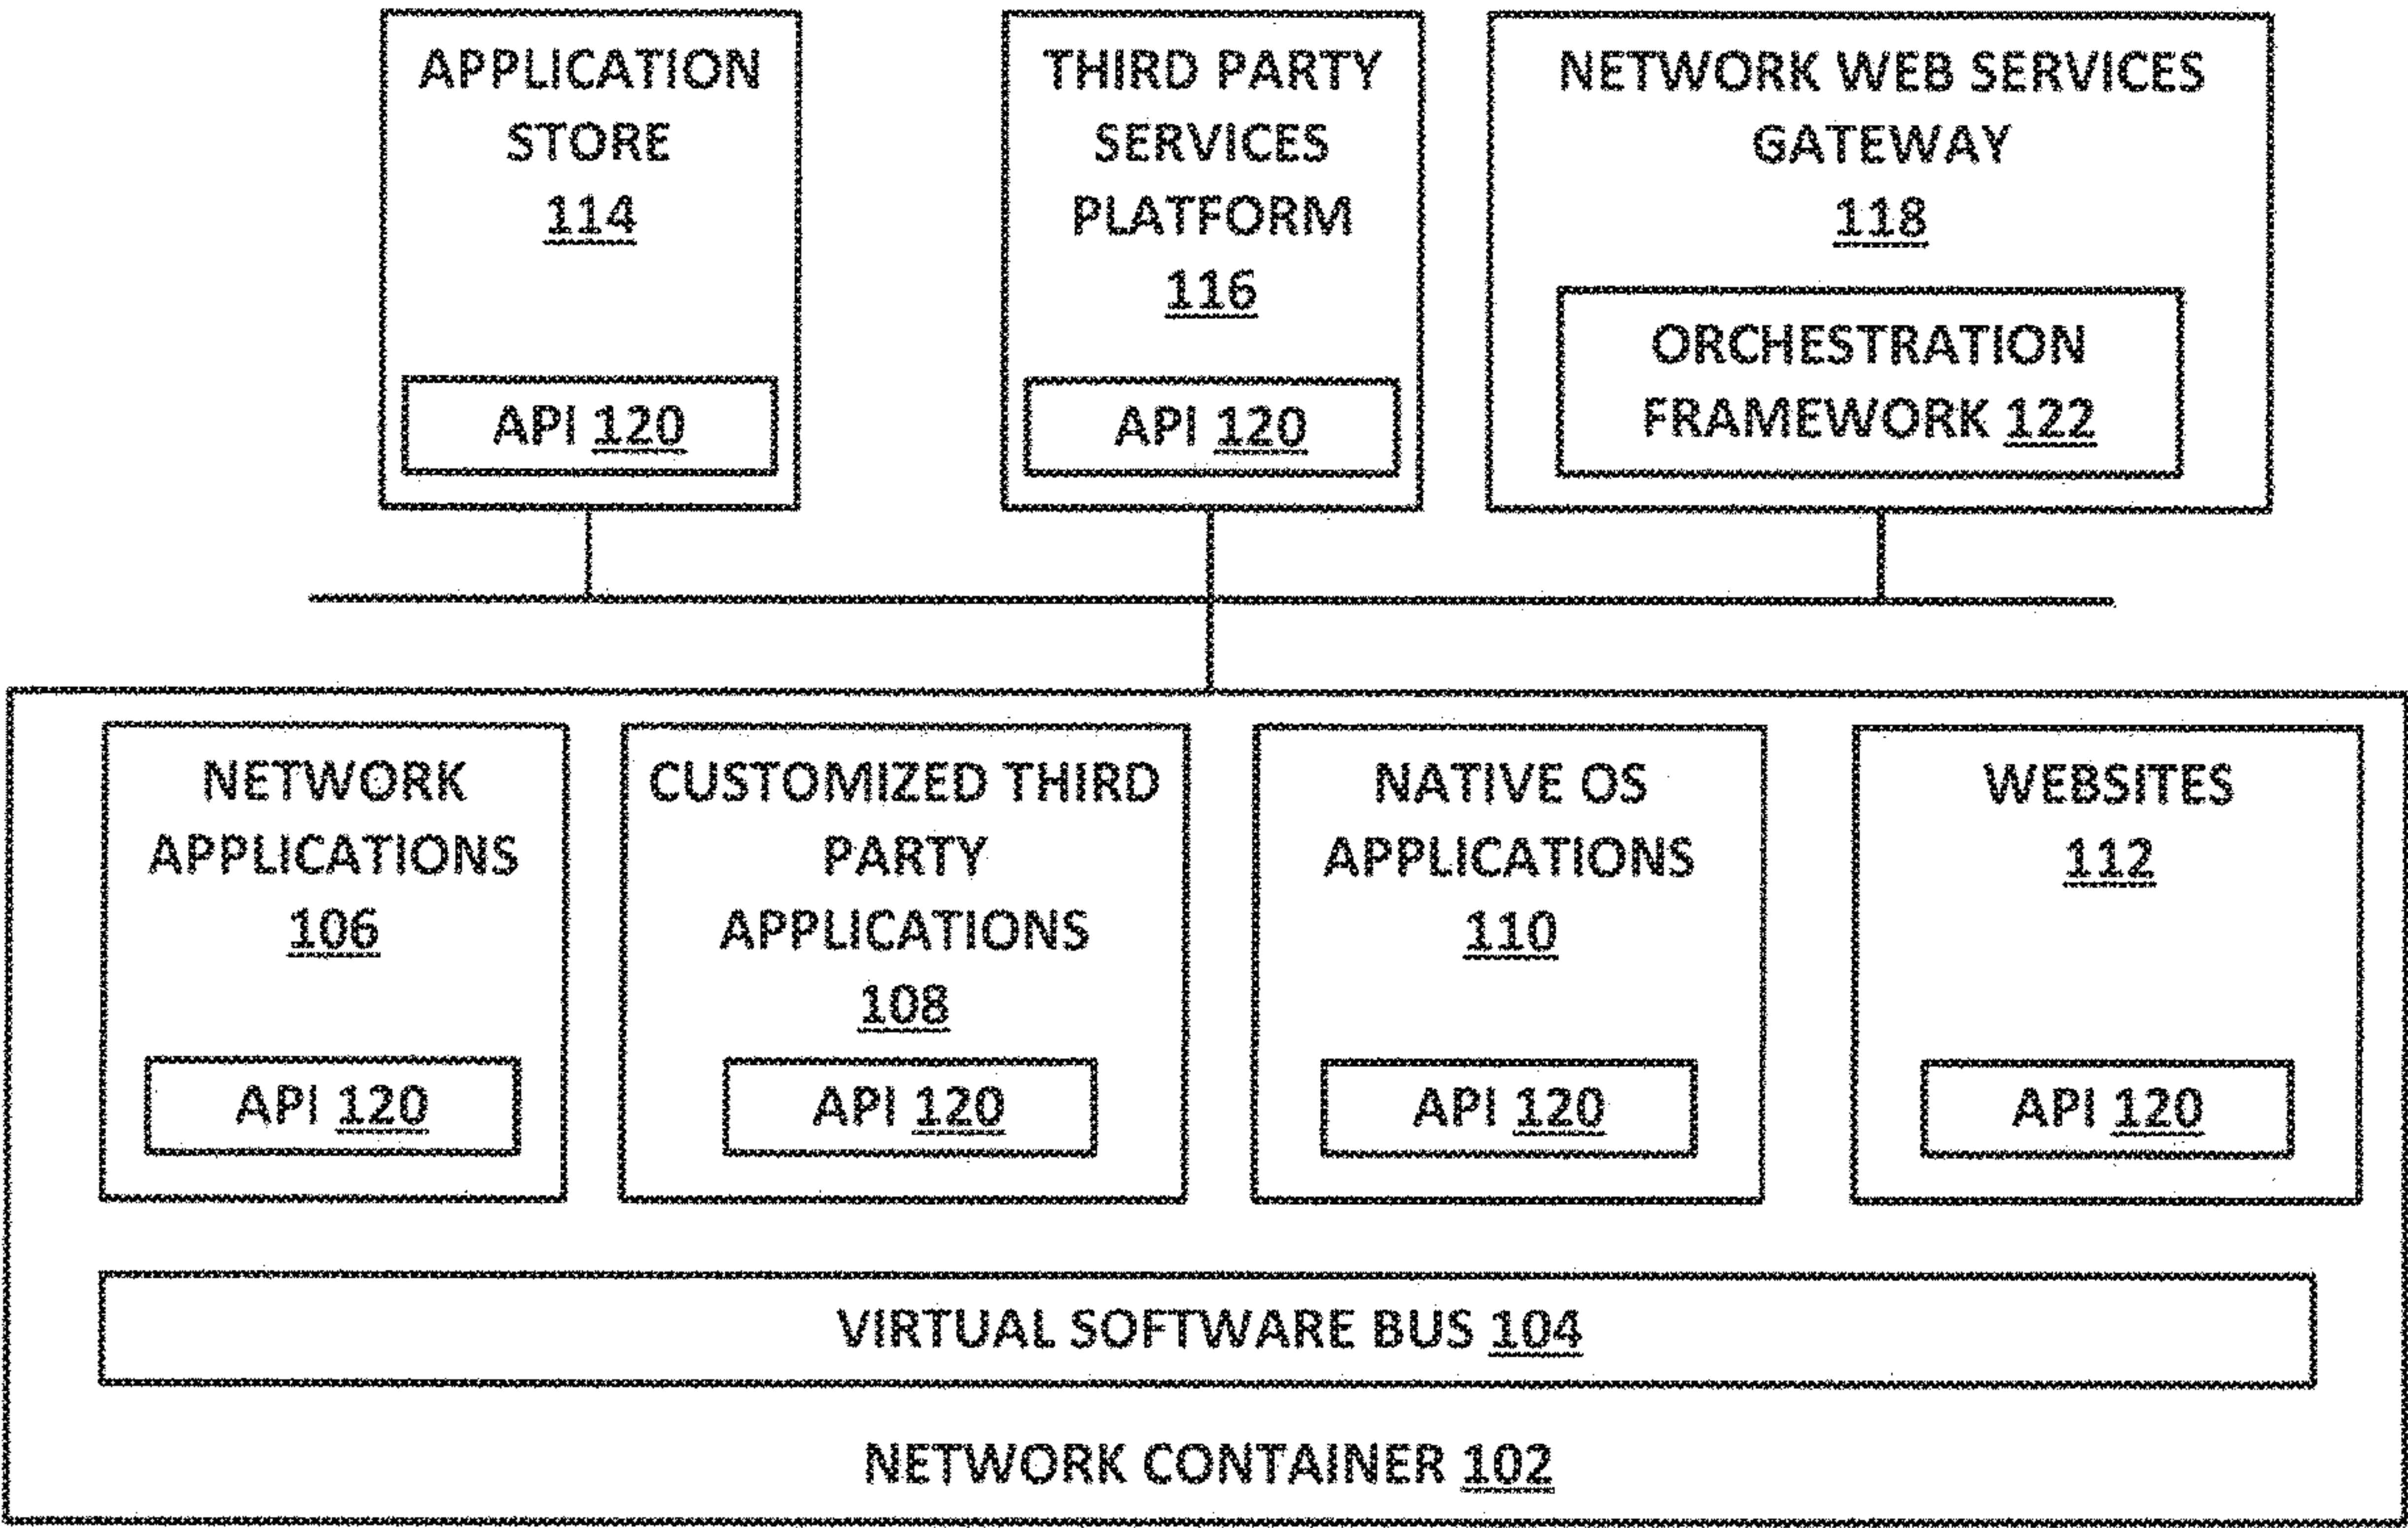 APPLICATION
STORE
114
API 120
THIRD PARTY
SERVICES
PLATFORM
116
API 120
NETWORK WEB SERVICES
GATEWAY
118
ORCHESTRATION
FRAMEWORK 122
NETWORK
APPLICATIONS
106
API 120
CUSTOMIZED THIRD
PARTY
APPLICATIONS
108
API 120
NATIVE OS
APPLICATIONS
110
API 120
WEBSITES
112
API 120
VIRTUAL SOFTWARE BUS 104
NETWORK CONTAINER 102